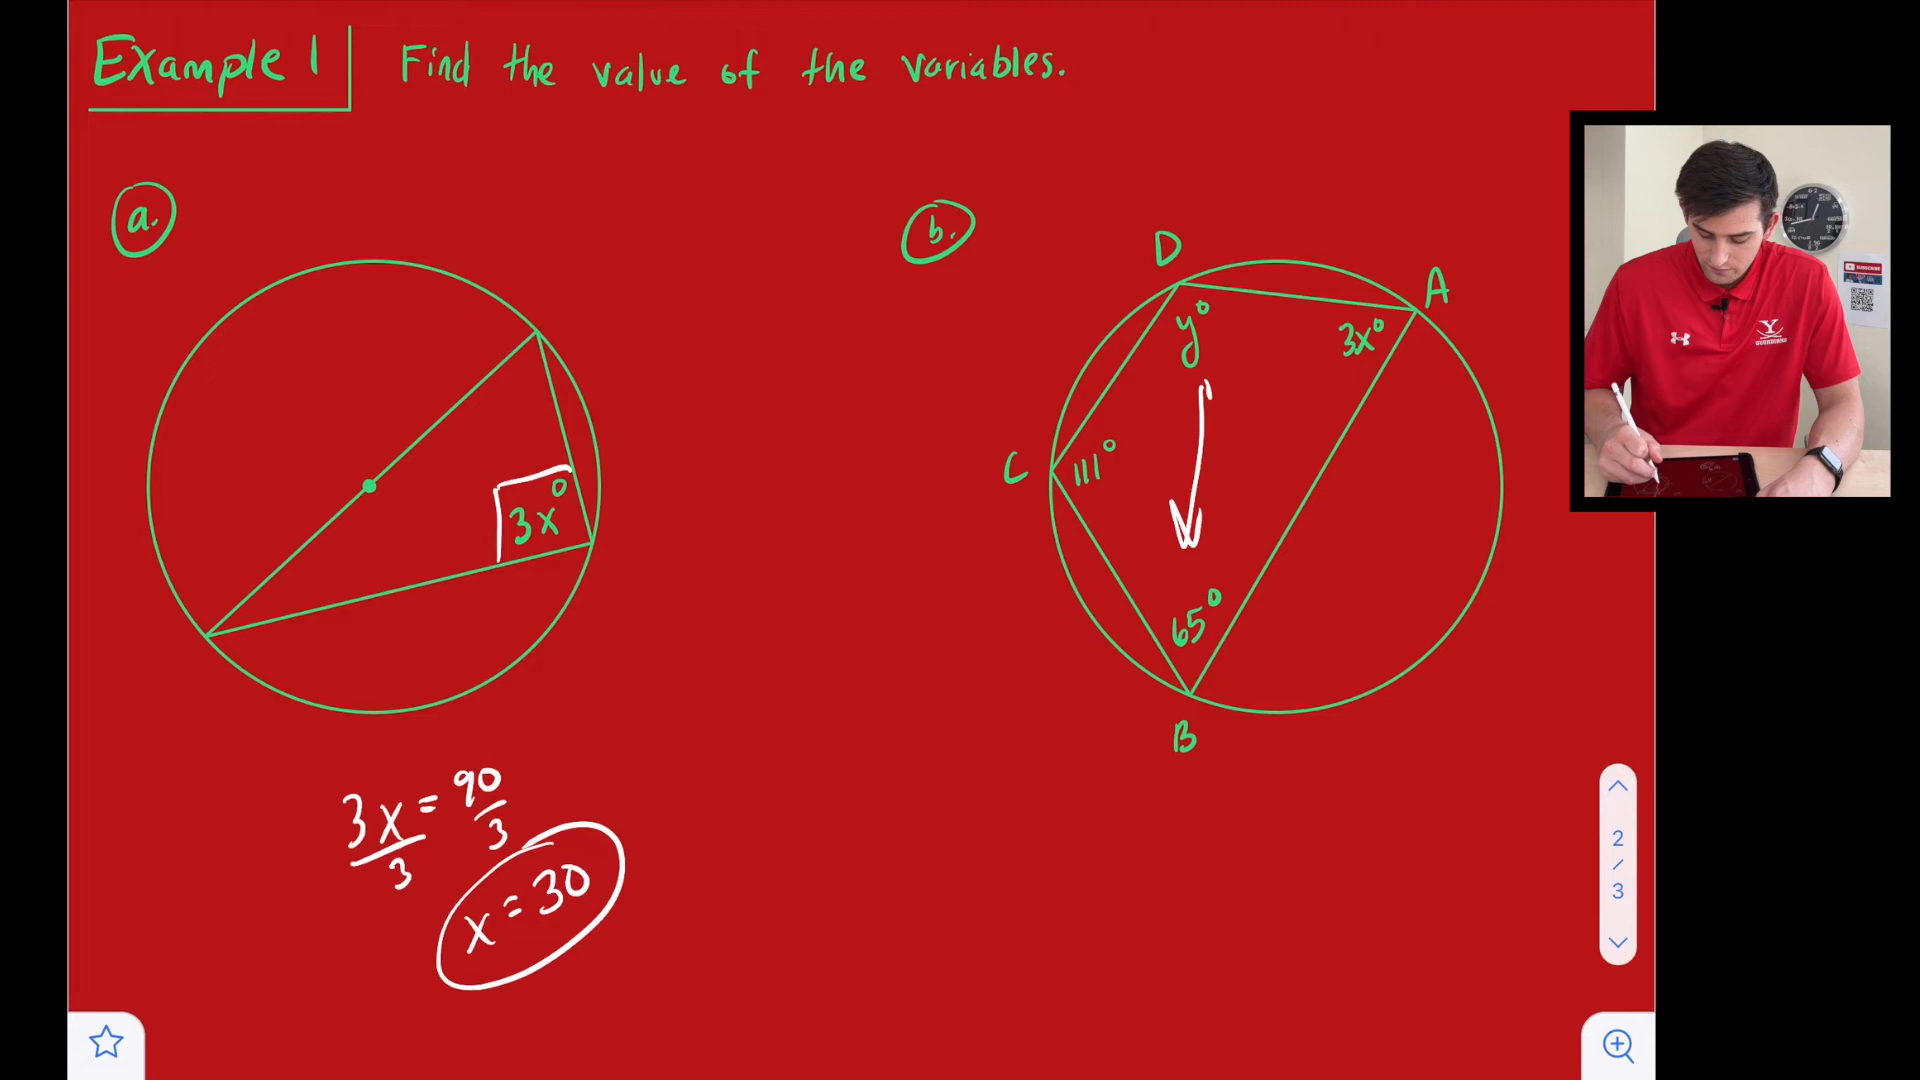 Example 1
Find the value of the variables.
a.
3x°
3x = 90
3 3
x = 30
b.
D
A
y°
3x°
C
111°
65°
B
2
/
3
SUBSCRIBE
Y